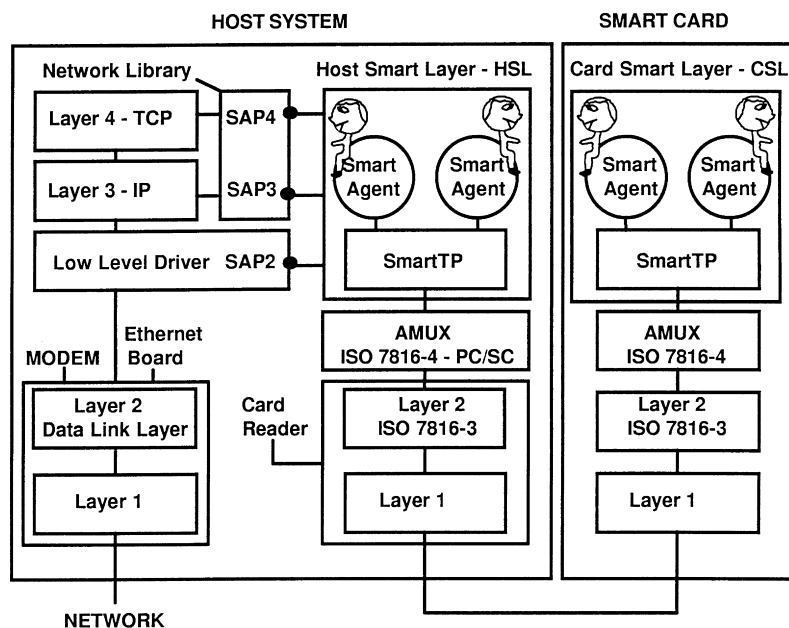 HOST SYSTEM
SMART CARD
Network Library
Host Smart Layer - HSL
Card Smart Layer - CSL
Layer 4 - TCP
SAP4
Smart
Agent
Smart
Agent
Smart
Agent
Smart
Agent
Layer 3 - IP
SAP3
Low Level Driver
SAP2
SmartTP
SmartTP
AMUX
ISO 7816-4 - PC/SC
AMUX
ISO 7816-4
MODEM
Ethernet
Board
Layer 2
Data Link Layer
Card
Reader
Layer 2
ISO 7816-3
Layer 2
ISO 7816-3
Layer 1
Layer 1
Layer 1
NETWORK